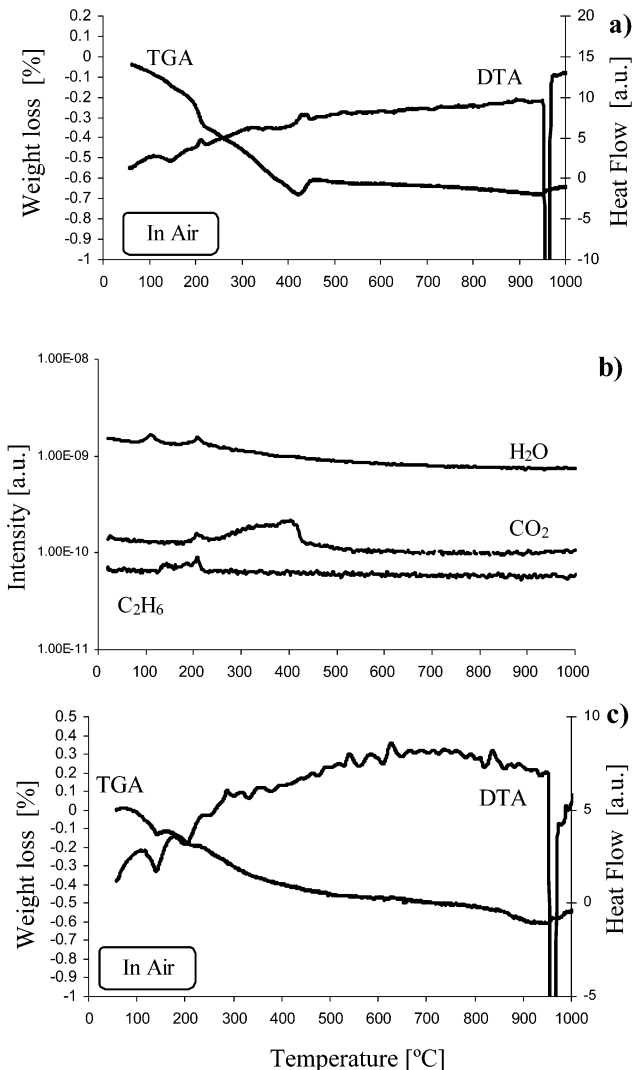 0.2
0.1
0
-0.1
-0.2
-0.3
-0.4
-0.5
-0.6
-0.7
-0.8
-0.9
-1
Weight loss [%]
TGA
DTA
a)
In Air
20
15
10
5
0
-5
-10
Heat Flow [a.u.]
0 100 200 300 400 500 600 700 800 900 1000
b)
1.00E-08
1.00E-09
1.00E-10
1.00E-11
Intensity [a.u.]
H2O
CO2
C2H6
0 100 200 300 400 500 600 700 800 900 1000
c)
0.5
0.4
0.3
0.2
0.1
0
-0.1
-0.2
-0.3
-0.4
-0.5
-0.6
-0.7
-0.8
-0.9
-1
Weight loss [%]
TGA
DTA
In Air
10
5
0
-5
Heat Flow [a.u.]
0 100 200 300 400 500 600 700 800 900 1000
Temperature [ºC]